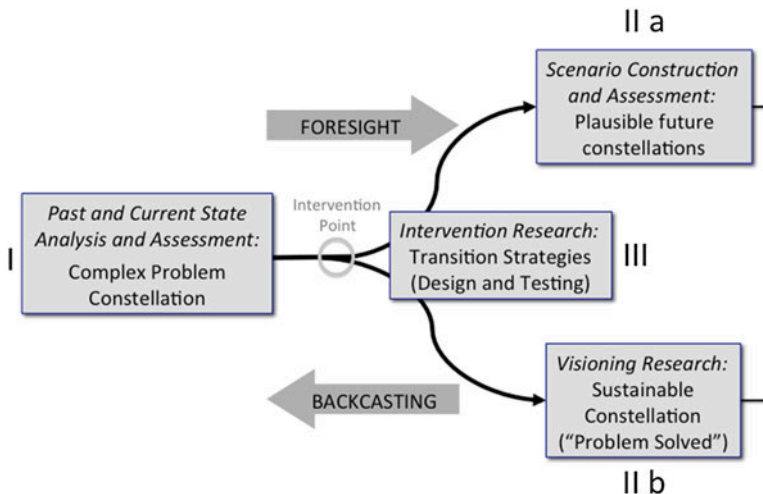 II a
Scenario Construction
and Assessment:
Plausible future
constellations
FORESIGHT
Intervention
Point
I
Past and Current State
Analysis and Assessment:
Complex Problem
Constellation
Intervention Research:
Transition Strategies
(Design and Testing)
III
BACKCASTING
Visioning Research:
Sustainable
Constellation
(“Problem Solved”)
II b